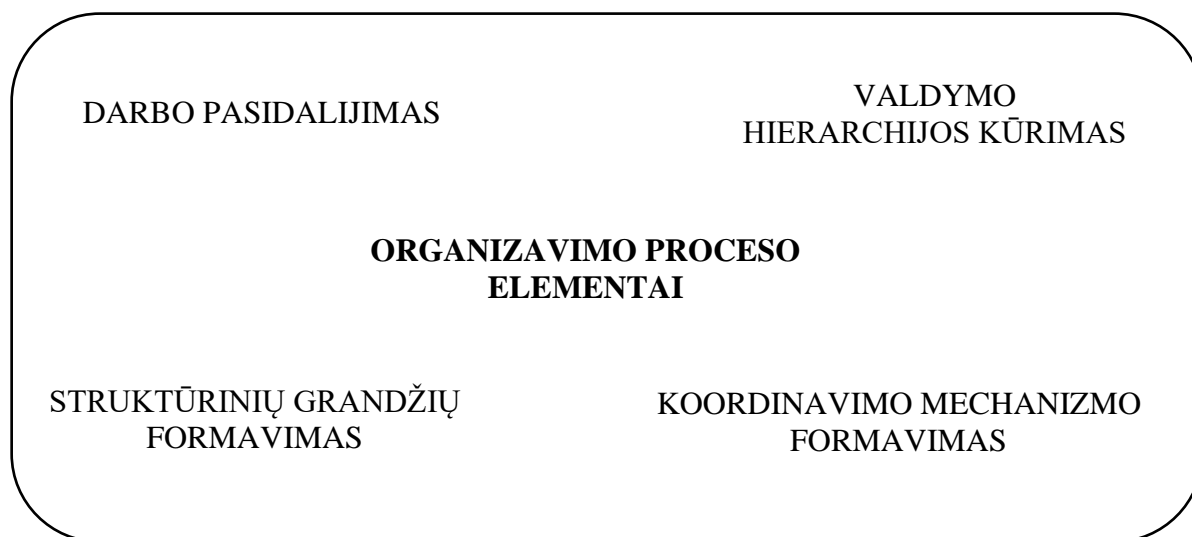 DARBO PASIDALIJIMAS
VALDYMO
HIERARCHIJOS KŪRIMAS
ORGANIZAVIMO PROCESO
ELEMENTAI
STRUKTŪRINIŲ GRANDŽIŲ
FORMAVIMAS
KOORDINAVIMO MECHANIZMO
FORMAVIMAS